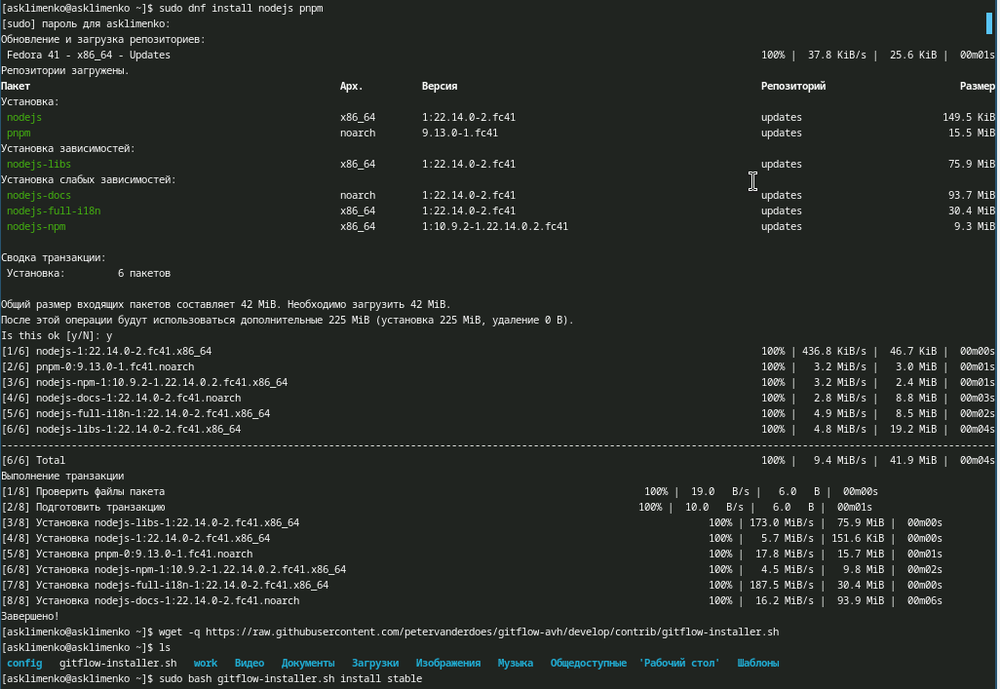 [asklimenko@asklimenko ~]$ sudo dnf install nodejs pnpm
[sudo] пароль для asklimenko:
Обновление и загрузка репозиториев:
Fedora 41 - x86_64 - Updates 100% | 37.8 KiB/s | 25.6 KiB | 00m01s
Репозитории загружены.
Пакет Арх. Версия Репозиторий Размер
Установка:
nodejs x86_64 1:22.14.0-2.fc41 updates 149.5 KiB
pnpm noarch 9.13.0-1.fc41 updates 15.5 MiB
Установка зависимостей:
nodejs-libs x86_64 1:22.14.0-2.fc41 updates 75.9 MiB
Установка слабых зависимостей:
nodejs-docs noarch 1:22.14.0-2.fc41 updates 93.7 MiB
nodejs-full-i18n x86_64 1:22.14.0-2.fc41 updates 30.4 MiB
nodejs-npm x86_64 1:10.9.2-1.22.14.0.2.fc41 updates 9.3 MiB
Сводка транзакции:
Установка: 6 пакетов
Общий размер входящих пакетов составляет 42 MiB. Необходимо загрузить 42 MiB.
После этой операции будут использоваться дополнительные 225 MiB (установка 225 MiB, удаление 0 B).
Is this ok [y/N]: y
[1/6] nodejs-1:22.14.0-2.fc41.x86_64 100% | 436.8 KiB/s | 46.7 KiB | 00m00s
[2/6] pnpm-0:9.13.0-1.fc41.noarch 100% | 3.2 MiB/s | 3.0 MiB | 00m01s
[3/6] nodejs-npm-1:10.9.2-1.22.14.0.2.fc41.x86_64 100% | 3.2 MiB/s | 2.4 MiB | 00m01s
[4/6] nodejs-docs-1:22.14.0-2.fc41.noarch 100% | 2.8 MiB/s | 8.8 MiB | 00m03s
[5/6] nodejs-full-i18n-1:22.14.0-2.fc41.x86_64 100% | 4.9 MiB/s | 8.5 MiB | 00m02s
[6/6] nodejs-libs-1:22.14.0-2.fc41.x86_64 100% | 4.8 MiB/s | 19.2 MiB | 00m04s
[6/6] Total 100% | 9.4 MiB/s | 41.9 MiB | 00m04s
Выполнение транзакции
[1/8] Проверить файлы пакета 100% | 19.0 B/s | 6.0 B | 00m00s
[2/8] Подготовить транзакцию 100% | 10.0 B/s | 6.0 B | 00m01s
[3/8] Установка nodejs-libs-1:22.14.0-2.fc41.x86_64 100% | 173.0 MiB/s | 75.9 MiB | 00m00s
[4/8] Установка nodejs-1:22.14.0-2.fc41.x86_64 100% | 5.7 MiB/s | 151.6 KiB | 00m00s
[5/8] Установка pnpm-0:9.13.0-1.fc41.noarch 100% | 17.8 MiB/s | 15.7 MiB | 00m01s
[6/8] Установка nodejs-npm-1:10.9.2-1.22.14.0.2.fc41.x86_64 100% | 4.5 MiB/s | 9.8 MiB | 00m02s
[7/8] Установка nodejs-full-i18n-1:22.14.0-2.fc41.x86_64 100% | 187.5 MiB/s | 30.4 MiB | 00m00s
[8/8] Установка nodejs-docs-1:22.14.0-2.fc41.noarch 100% | 16.2 MiB/s | 93.9 MiB | 00m06s
Завершено!
[asklimenko@asklimenko ~]$ wget -q https://raw.githubusercontent.com/petervanderdoes/gitflow-avh/develop/contrib/gitflow-installer.sh
[asklimenko@asklimenko ~]$ ls
config gitflow-installer.sh work Видео Документы Загрузки Изображения Музыка Общедоступные 'Рабочий стол' Шаблоны
[asklimenko@asklimenko ~]$ sudo bash gitflow-installer.sh install stable